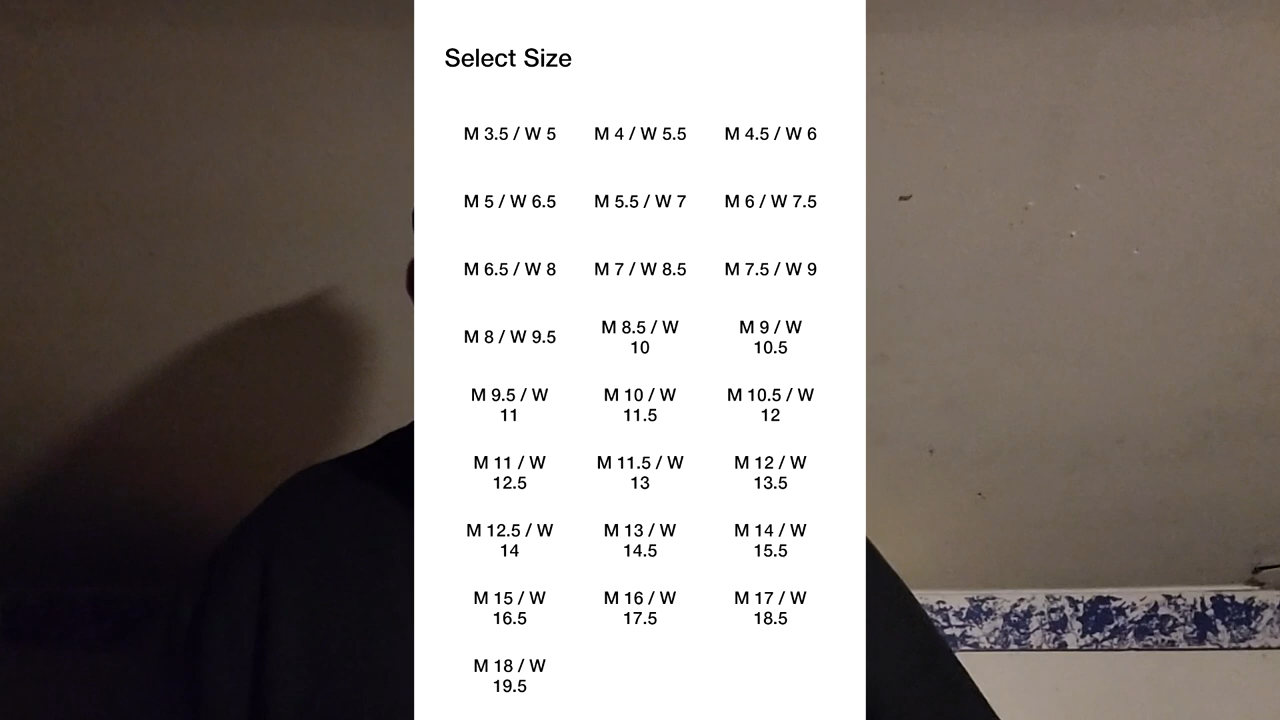 Select Size
M 3.5 / W 5
M 4 / W 5.5
M 4.5 / W 6
M 5 / W 6.5
M 5.5 / W 7
M 6 / W 7.5
M 6.5 / W 8
M 7 / W 8.5
M 7.5 / W 9
M 8 / W 9.5
M 8.5 / W
10
M 9 / W
10.5
M 9.5 / W
11
M 10 / W
11.5
M 10.5 / W
12
M 11 / W
12.5
M 11.5 / W
13
M 12 / W
13.5
M 12.5 / W
14
M 13 / W
14.5
M 14 / W
15.5
M 15 / W
16.5
M 16 / W
17.5
M 17 / W
18.5
M 18 / W
19.5